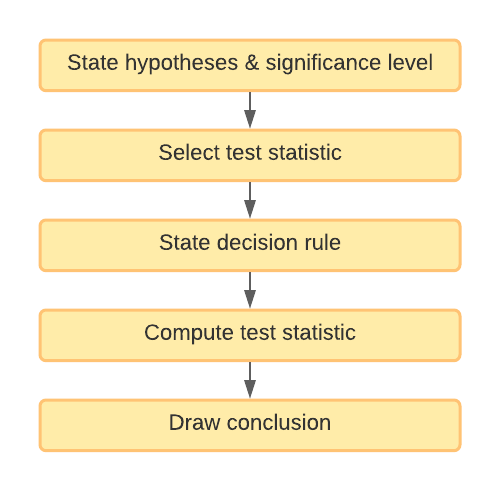 State hypotheses & significance level
Select test statistic
State decision rule
Compute test statistic
Draw conclusion